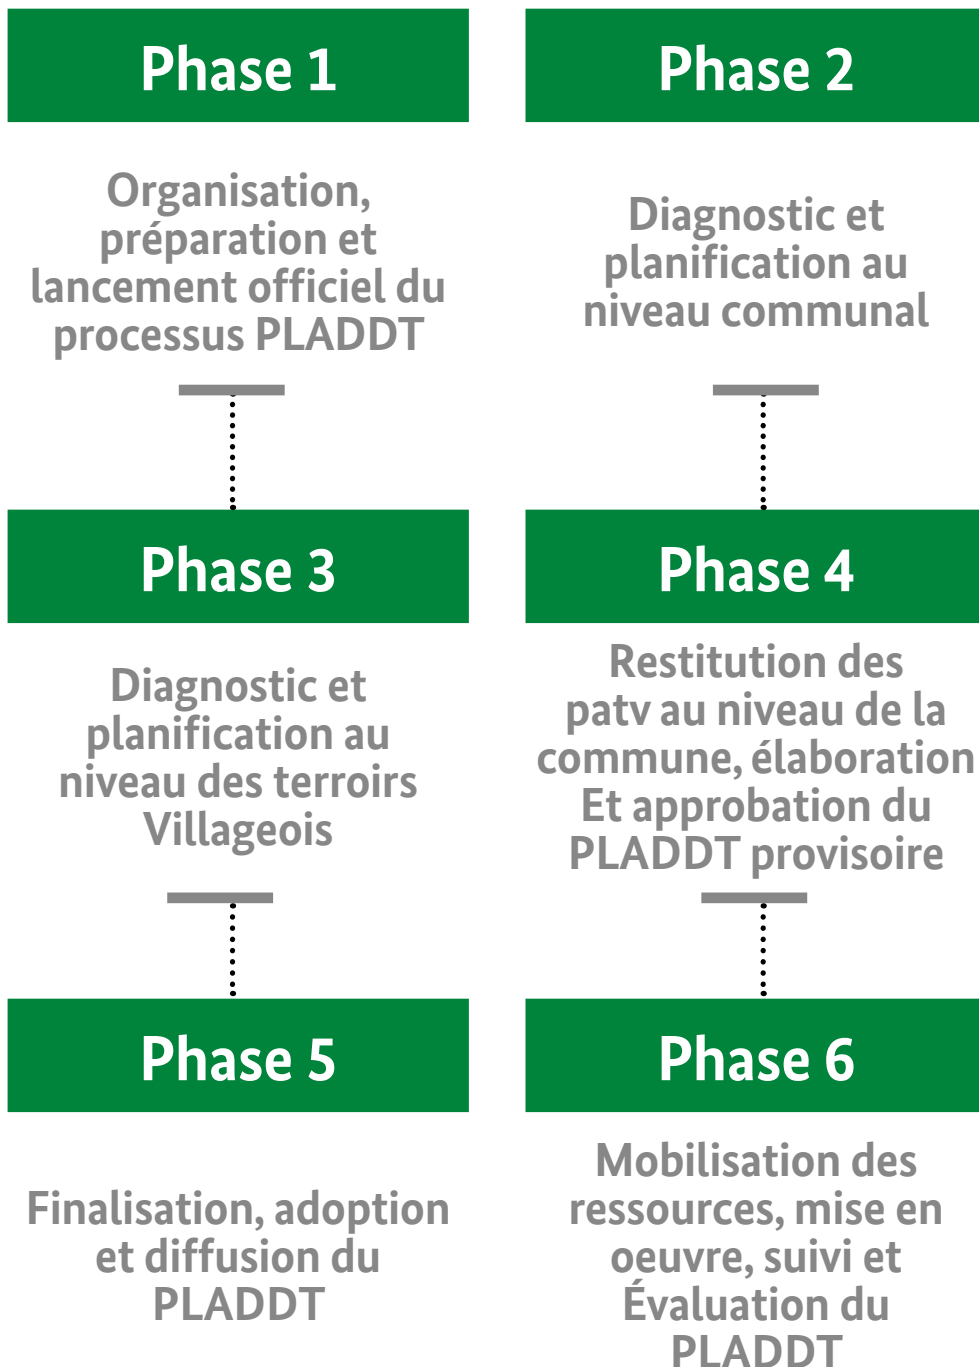 Phase 1
Organisation,
préparation et
lancement officiel du
processus PLADDT
Phase 2
Diagnostic et
planification au
niveau communal
Phase 3
Diagnostic et
planification au
niveau des terroirs
Villageois
Phase 4
Restitution des
patv au niveau de la
commune, élaboration
Et approbation du
PLADDT provisoire
Phase 5
Finalisation, adoption
et diffusion du
PLADDT
Phase 6
Mobilisation des
ressources, mise en
oeuvre, suivi et
Évaluation du
PLADDT